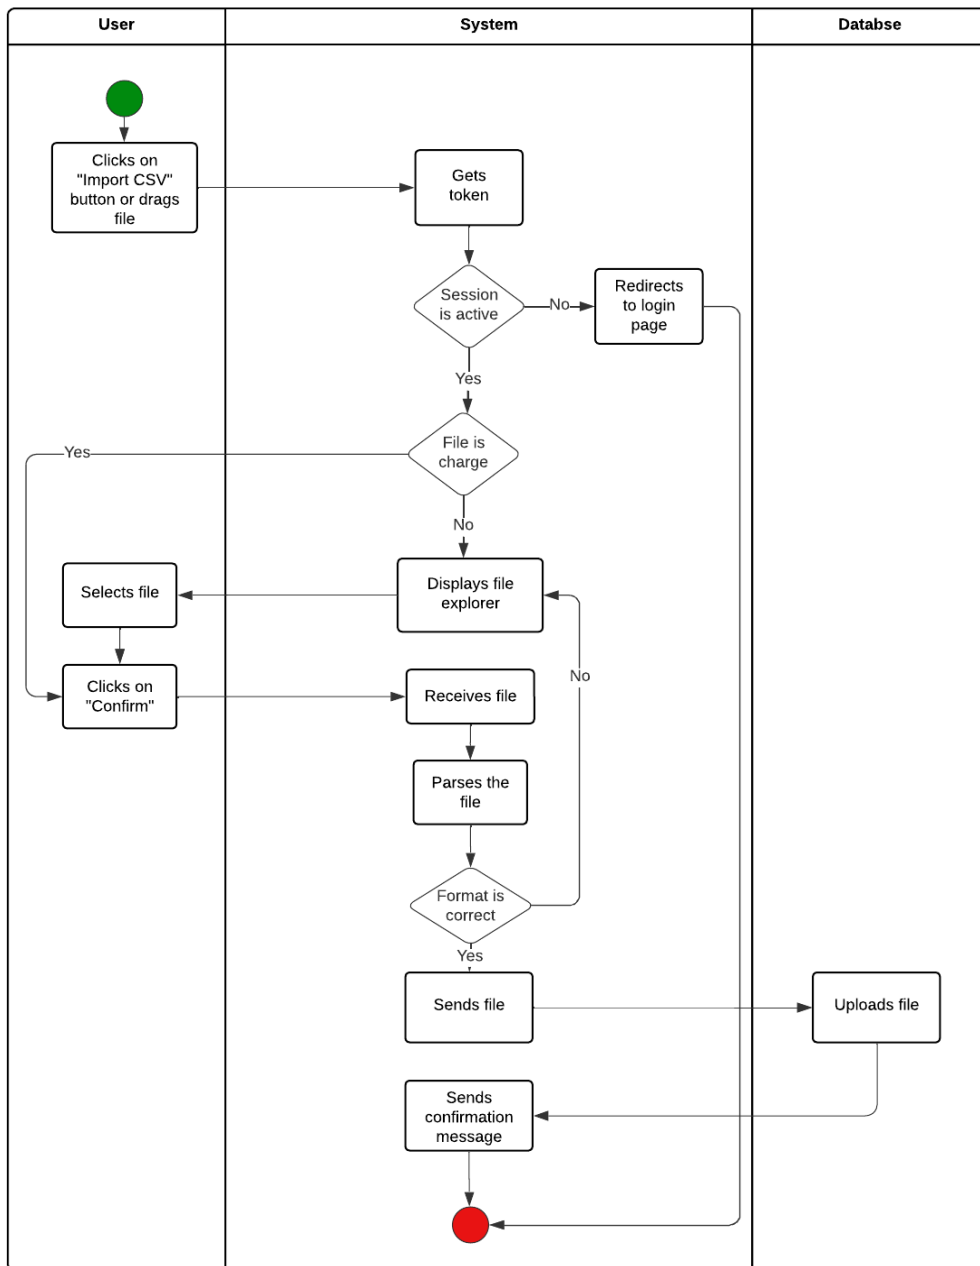 User
System
Databse
Clicks on
"Import CSV"
button or drags
file
Gets
token
Session
is active
No
Redirects
to login
page
Yes
File is
charge
Yes
No
Displays file
explorer
Selects file
Clicks on
"Confirm"
Receives file
No
Parses the
file
Format is
correct
Yes
Sends file
Uploads file
Sends
confirmation
message